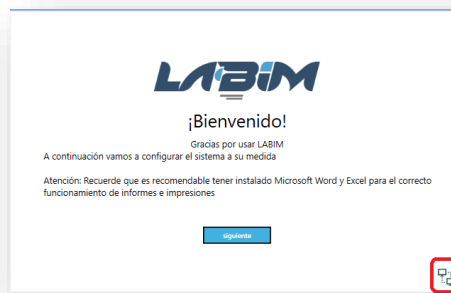 LABIM
¡Bienvenido!
Gracias por usar LABIM
A continuación vamos a configurar el sistema a su medida
Atención: Recuerde que es recomendable tener instalado Microsoft Word y Excel para el correcto
funcionamiento de informes e impresiones
siguiente